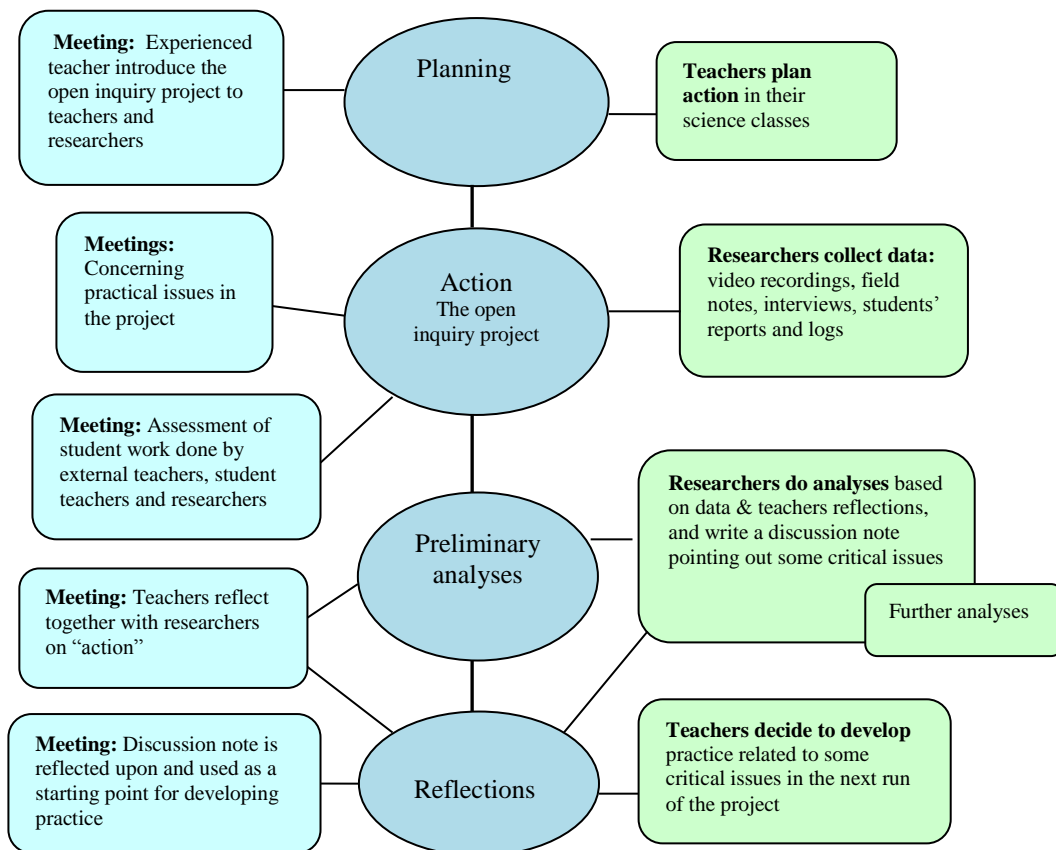 Meeting: Experienced
teacher introduce the
open inquiry project to
teachers and
researchers
Planning
Teachers plan
action in their
science classes
Meetings:
Concerning
practical issues in
the project
Action
The open
inquiry project
Researchers collect data:
video recordings, field
notes, interviews, students’
reports and logs
Meeting: Assessment of
student work done by
external teachers, student
teachers and researchers
Preliminary
analyses
Researchers do analyses based
on data & teachers reflections,
and write a discussion note
pointing out some critical issues
Further analyses
Meeting: Teachers reflect
together with researchers
on “action”
Meeting: Discussion note is
reflected upon and used as a
starting point for developing
practice
Reflections
Teachers decide to develop
practice related to some
critical issues in the next run
of the project